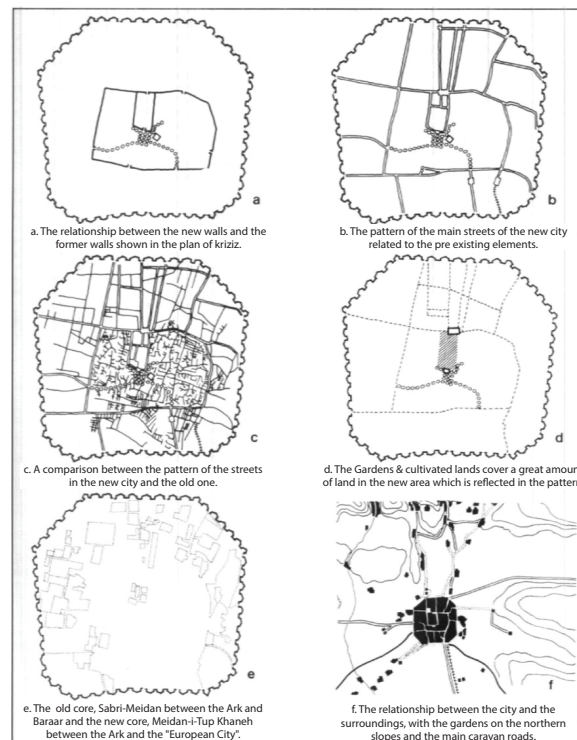 a
a. The relationship between the new walls and the
former walls shown in the plan of kriziz.
b
b. The pattern of the main streets of the new city
related to the pre existing elements.
c
c. A comparison between the pattern of the streets
in the new city and the old one.
d
d. The Gardens & cultivated lands cover a great amoun
of land in the new area which is reflected in the pattern
e
e. The old core, Sabri-Meidan between the Ark and
Baraar and the new core, Meidan-i-Tup Khaneh
between the Ark and the "European City".
f
f. The relationship between the city and the
surroundings, with the gardens on the northern
slopes and the main caravan roads.